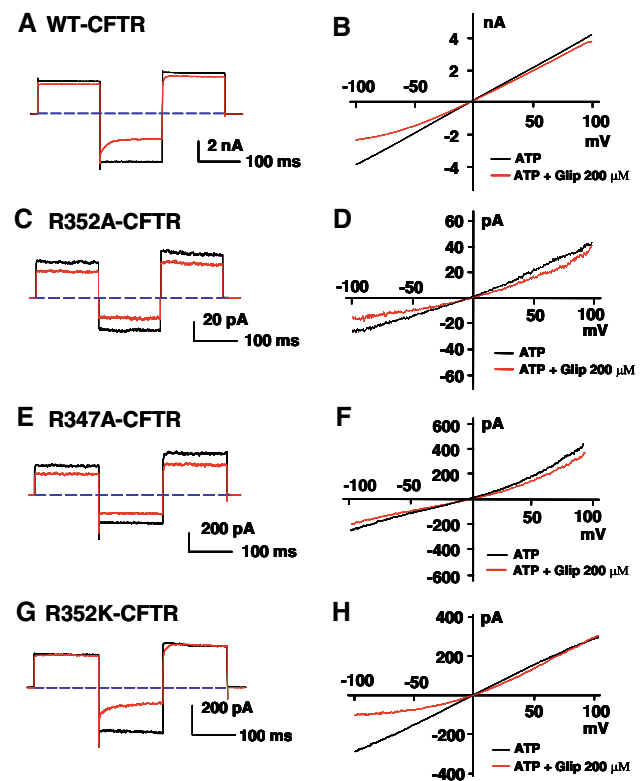 A WT-CFTR
2 nA
100 ms
B
nA
4
2
-100
-50
50
100
mV
-2
-4
ATP
ATP + Glip 200 μM
C R352A-CFTR
20 pA
100 ms
D
pA
60
40
20
-100
-50
50
100
mV
-20
-40
-60
ATP
ATP + Glip 200 μM
E R347A-CFTR
200 pA
100 ms
F
pA
600
400
200
-100
-50
50
100
mV
-200
-400
-600
ATP
ATP + Glip 200 μM
G R352K-CFTR
200 pA
100 ms
H
pA
400
200
-100
-50
50
100
mV
-200
-400
ATP
ATP + Glip 200 μM